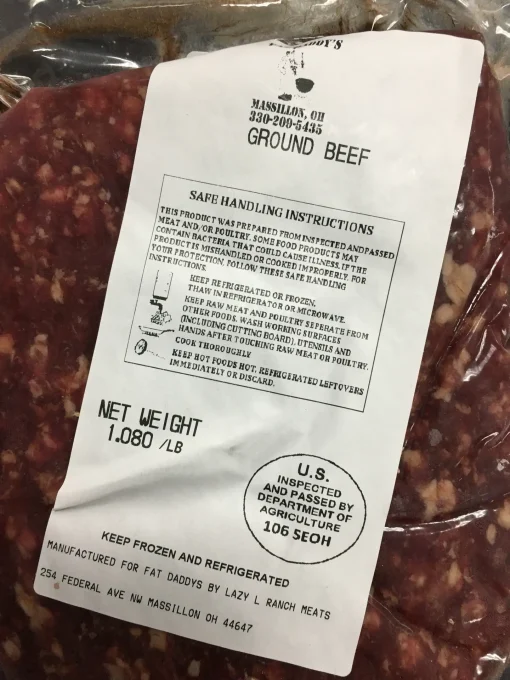 DDY'S
MASSILLON, OH
330-209-5435
GROUND BEEF
SAFE HANDLING INSTRUCTIONS
THIS PRODUCT WAS PREPARED FROM INSPECTED AND PASSED
MEAT AND/OR POULTRY. SOME FOOD PRODUCTS MAY
CONTAIN BACTERIA THAT COULD CAUSE ILLNESS. IF THE
PRODUCT IS MISHANDLED OR COOKED IMPROPERLY. FOR
YOUR PROTECTION, FOLLOW THESE SAFE HANDLING
INSTRUCTIONS.
KEEP REFRIGERATED OR FROZEN.
THAW IN REFRIGERATOR OR MICROWAVE.
KEEP RAW MEAT AND POULTRY SEPERATE FROM
OTHER FOODS. WASH WORKING SURFACES
(INCLUDING CUTTING BOARD), UTENSILS AND
HANDS AFTER TOUCHING RAW MEAT OR POULTRY.
COOK THOROUGHLY
KEEP HOT FOODS HOT, REFRIGERATED LEFTOVERS
IMMEDIATELY OR DISCARD.
NET WEIGHT
1.080 /LB
U.S.
INSPECTED
AND PASSED BY
DEPARTMENT OF
AGRICULTURE
106 SEOH
KEEP FROZEN AND REFRIGERATED
MANUFACTURED FOR FAT DADDYS BY LAZY L RANCH MEATS
254 FEDERAL AVE NW MASSILLON OH 44647